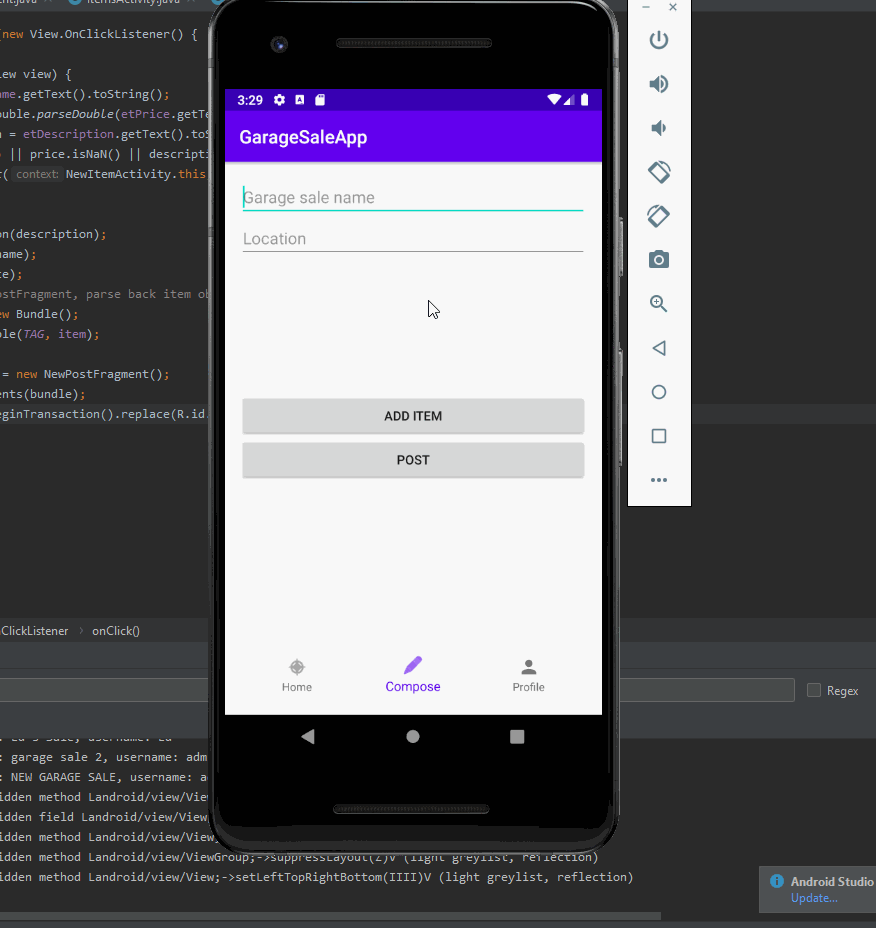 new View.OnClickListener() {
view) {
me.getText().toString();
uble.parseDouble(etPrice.getTe
= etDescription.getText().toS
|| price.isNaN() || descripti
context: NewItemActivity.this
on(description);
name);
ce);
ostFragment, parse back item ob
ew Bundle();
ble(TAG, item);
= new NewPostFragment();
ents(bundle);
eginTransaction().replace(R.id.
3:29
GarageSaleApp
Garage sale name
Location
ADD ITEM
POST
Home
Compose
Profile
ClickListener
onClick()
Regex
: garage sale 2, username: adm
: NEW GARAGE SALE, username: a
idden method Landroid/view/View
idden field Landroid/view/View
idden method Landroid/view/View;
idden method Landroid/view/ViewGroup;->suppressLayout(Z)V (light greylist, reflection)
idden method Landroid/view/View;->setLeftTopRightBottom(IIII)V (light greylist, reflection)
Android Studio
Update...